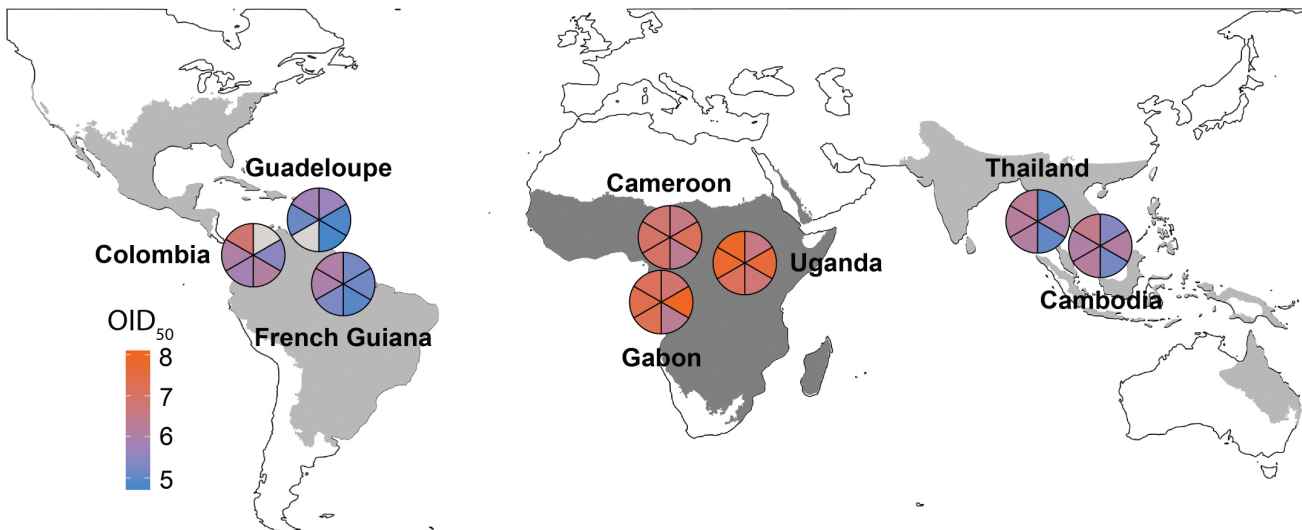 Guadeloupe
Colombia
French Guiana
Cameroon
Uganda
Gabon
Thailand
Cambodia
OID50
8
7
6
5